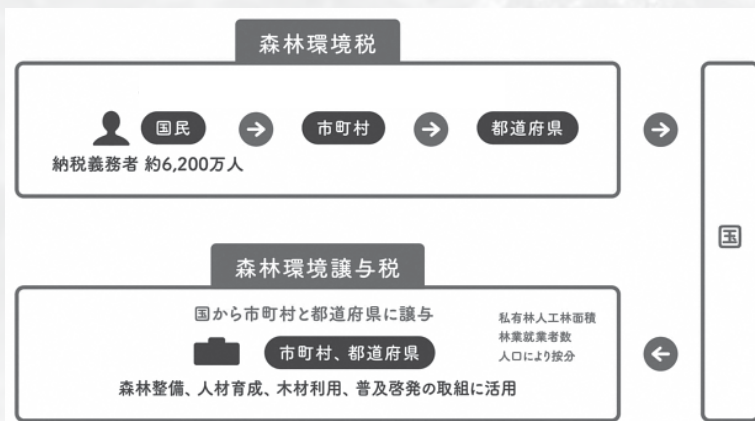 森林環境税
国民
市町村
都道府県
納税義務者 約6,200万人
国
森林環境譲与税
国から市町村と都道府県に譲与
市町村、都道府県
私有林人工林面積
林業就業者数
人口により按分
森林整備、人材育成、木材利用、普及啓発の取組に活用